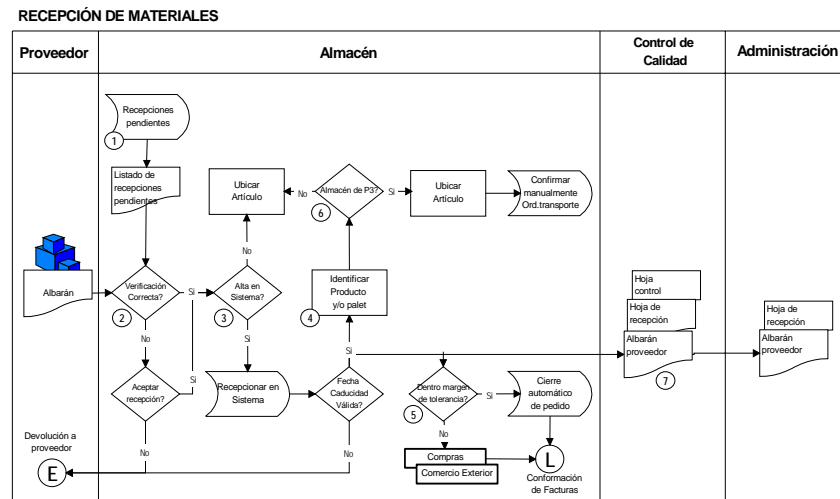 RECEPCIÓN DE MATERIALES
Proveedor
Almacén
Control de
Calidad
Administración
Recepciones
pendientes
1
Listado de
recepciones
pendientes
Ubicar
Artículo
No
Almacén de P3?
6
Si
Ubicar
Artículo
Confirmar
manualmente
Ord.transporte
Albarán
Verificación
Correcta?
2
Si
No
Alta en
Sistema?
3
No
Si
Identificar
Producto
y/o palet
4
Si
Hoja
control
Hoja de
recepción
Albarán
proveedor
7
Hoja de
recepción
Albarán
proveedor
Aceptar
recepción?
Si
No
Recepcionar en
Sistema
Fecha
Caducidad
Válida?
No
Dentro margen
de tolerancia?
5
Si
No
Cierre
automático
de pedido
Devolución a
proveedor
E
Compras
Comercio Exterior
L
Conformación
de Facturas